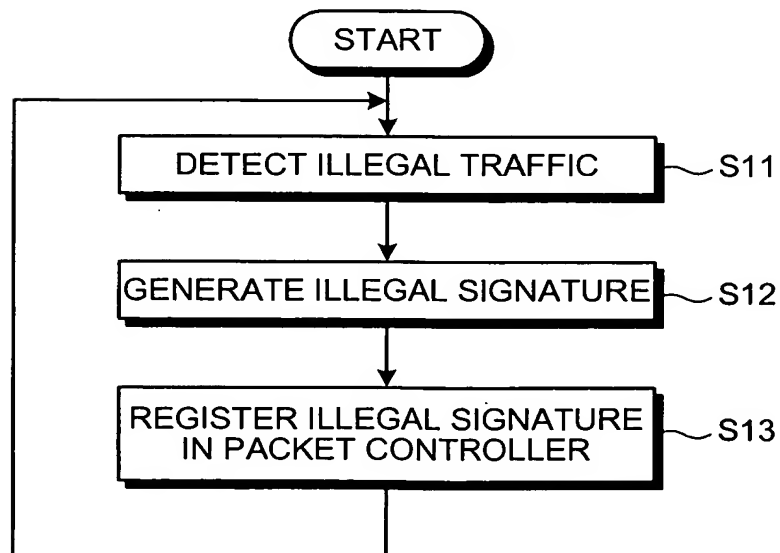 START
DETECT ILLEGAL TRAFFIC
S11
GENERATE ILLEGAL SIGNATURE
S12
REGISTER ILLEGAL SIGNATURE
IN PACKET CONTROLLER
S13